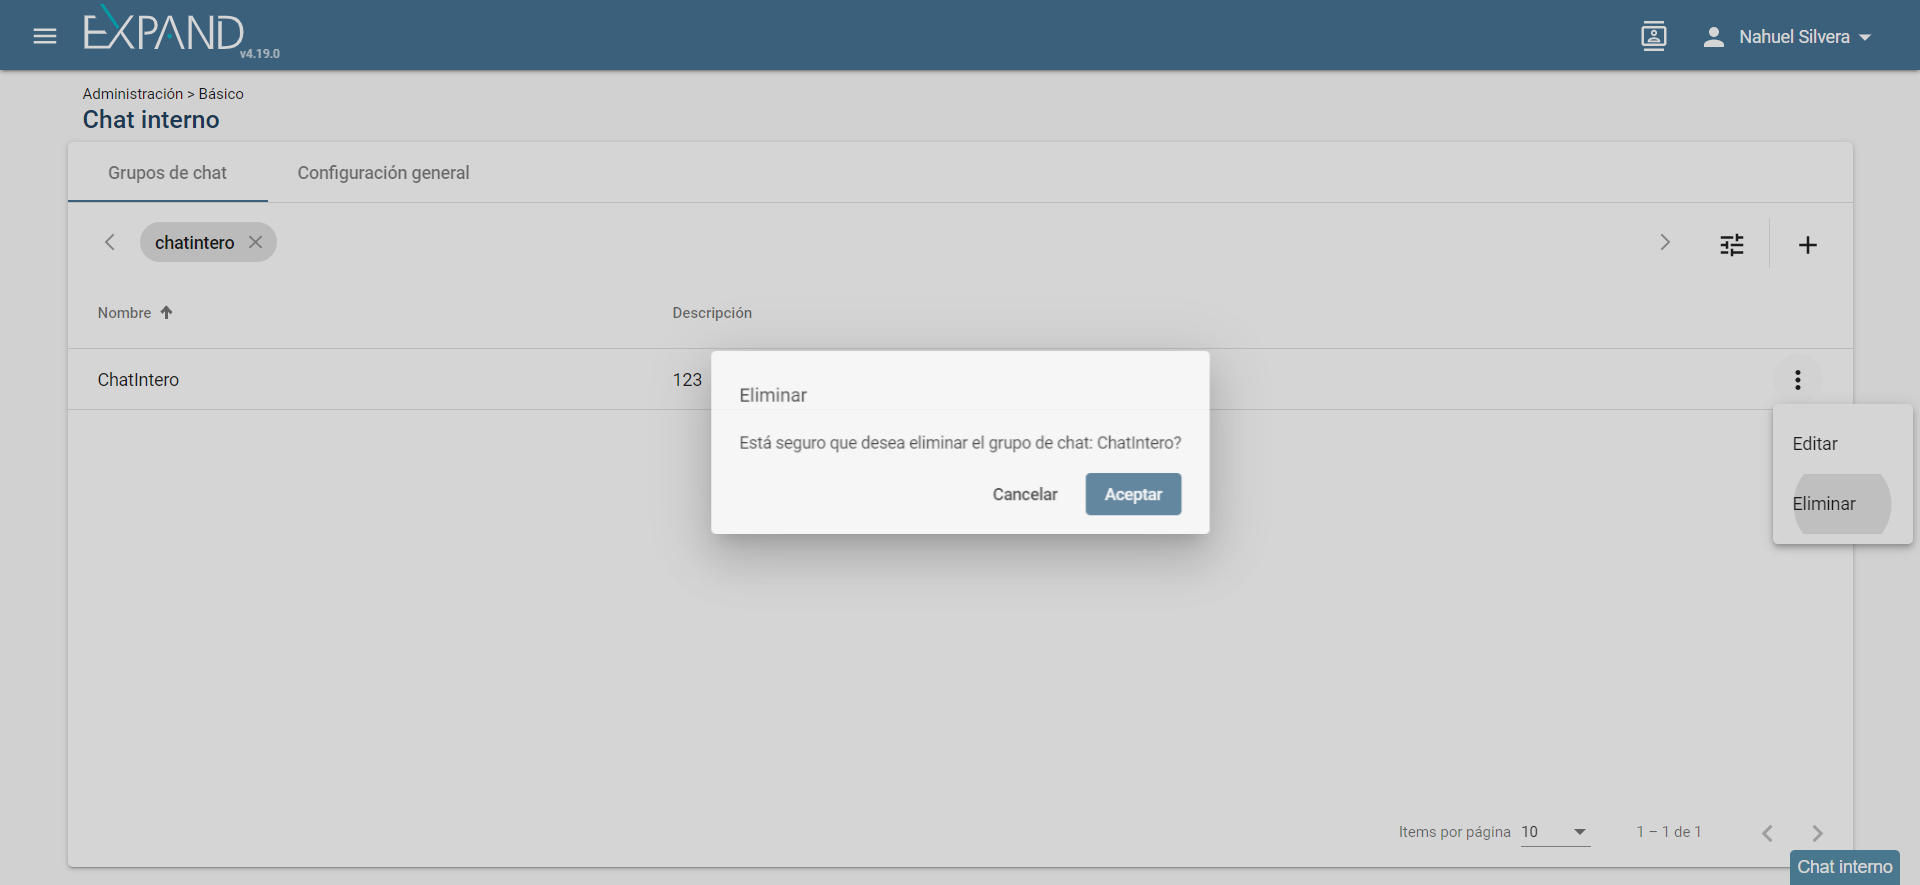 EXPAND
v4.19.0
Nahuel Silvera
Administración > Básico
Chat interno
Grupos de chat
Configuración general
chatintero
Nombre
Descripción
ChatIntero
123
Eliminar
Está seguro que desea eliminar el grupo de chat: ChatIntero?
Cancelar
Aceptar
Editar
Eliminar
Items por página
10
1 – 1 de 1
Chat interno